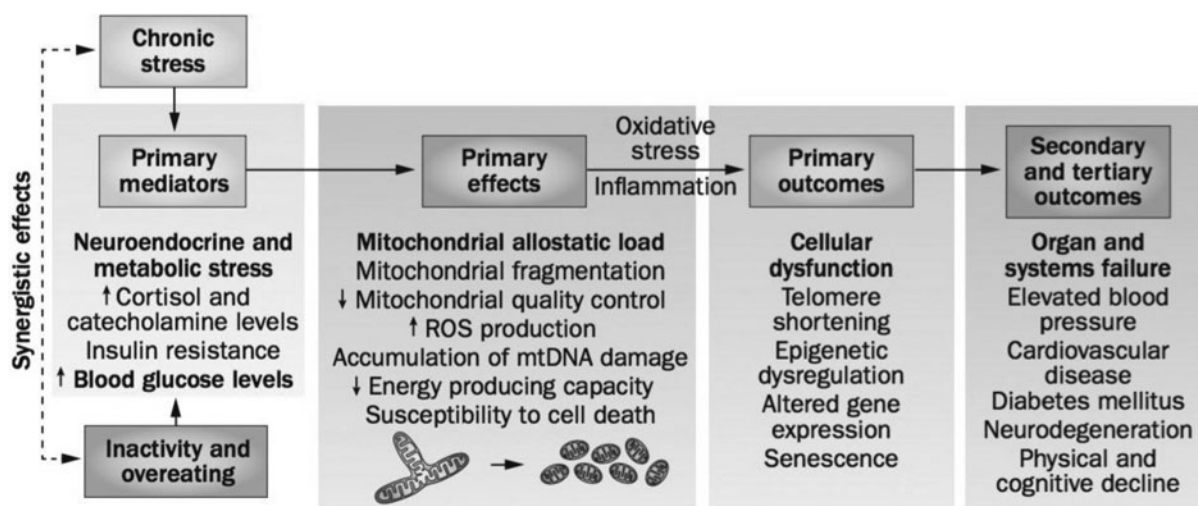 Synergistic effects
Chronic
stress
Primary
mediators
Neuroendocrine and
metabolic stress
↑ Cortisol and
catecholamine levels
Insulin resistance
↑ Blood glucose levels
Inactivity and
overeating
Primary
effects
Mitochondrial allostatic load
Mitochondrial fragmentation
↓ Mitochondrial quality control
↑ ROS production
Accumulation of mtDNA damage
↓ Energy producing capacity
Susceptibility to cell death
Oxidative
stress
Inflammation
Primary
outcomes
Cellular
dysfunction
Telomere
shortening
Epigenetic
dysregulation
Altered gene
expression
Senescence
Secondary
and tertiary
outcomes
Organ and
systems failure
Elevated blood
pressure
Cardiovascular
disease
Diabetes mellitus
Neurodegeneration
Physical and
cognitive decline